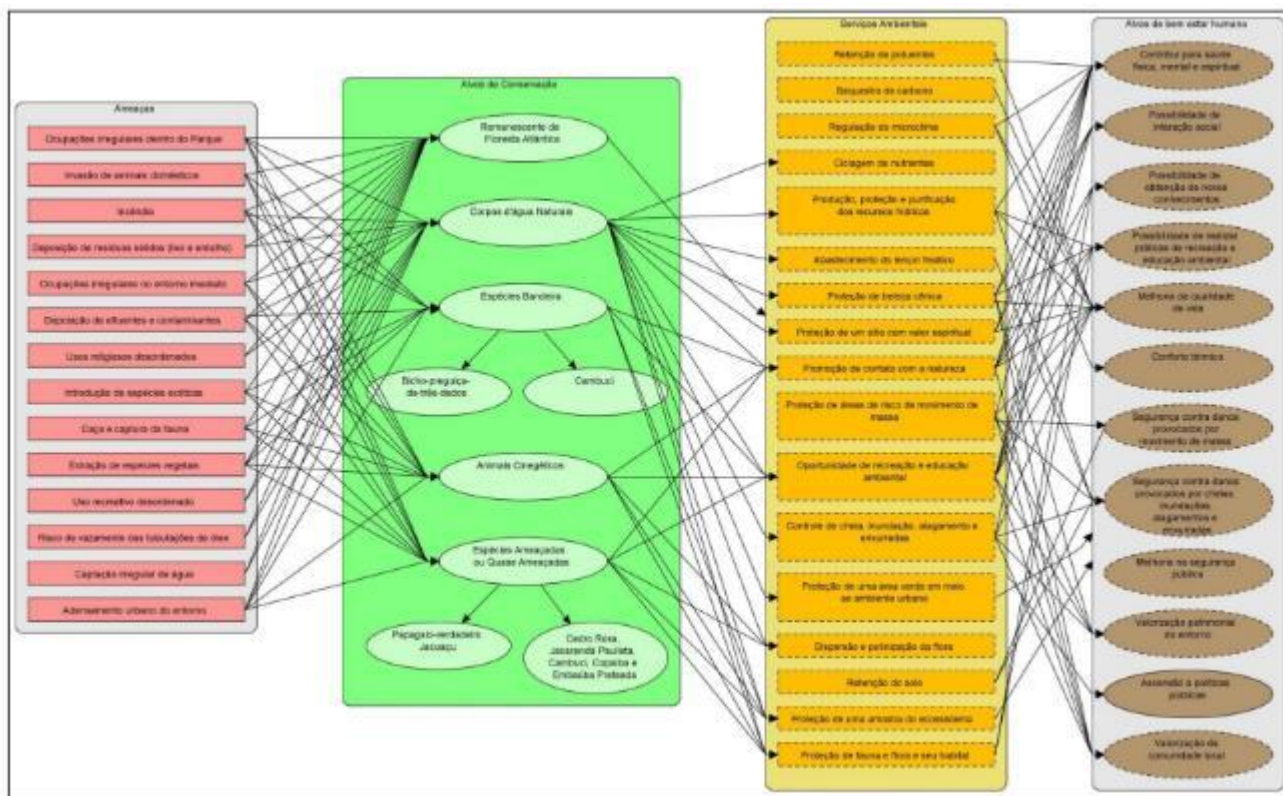 Ameaças
Ocupações irregulares dentro do Parque
Invasão de animais domésticos
Incêndio
Deposição de resíduos sólidos (lixo e entulho)
Ocupações irregulares no entorno imediato
Deposição de efluentes e contaminantes
Usos religiosos desordenados
Introdução de espécies exóticas
Caça e captura da fauna
Extração de espécies vegetais
Uso recreativo desordenado
Risco de vazamento das tubulações de óleo
Captação irregular de água
Adensamento urbano do entorno
Alvos de Conservação
Remanescente de
Floresta Atlântica
Corpos d'água Naturais
Espécies Bandeira
Bicho-preguiça-
de-três-dedos
Cambuci
Animais Cinegéticos
Espécies Ameaçadas
ou Quase Ameaçadas
Papagaio-verdadeiro
Jacuaçu
Cedro Rosa,
Jacarandá Paulista,
Cambuci, Copaíba e
Embaúba Prateada
Serviços Ambientais
Retenção de poluentes
Sequestro de carbono
Regulação do microclima
Ciclagem de nutrientes
Produção, proteção e purificação
dos recursos hídricos
Abastecimento do lençol freático
Proteção de beleza cênica
Proteção de um sítio com valor espiritual
Promoção de contato com a natureza
Proteção de áreas de risco de movimento de
massa
Oportunidade de recreação e educação
ambiental
Controle de cheia, inundação, alagamento e
enxurradas
Proteção de uma área verde em meio
ao ambiente urbano
Dispersão e polinização da flora
Retenção do solo
Proteção de uma amostra do ecossistema
Proteção de fauna e flora e seu habitat
Alvos de bem estar humano
Contribui para saúde
física, mental e espiritual
Possibilidade de
interação social
Possibilidade de
obtenção de novos
conhecimentos
Possibilidade de realizar
práticas de recreação e
educação ambiental
Melhoria da qualidade
de vida
Conforto térmico
Segurança contra danos
provocados por
movimento de massa
Segurança contra danos
provocados por cheias,
inundações,
alagamentos e
enxurradas
Melhoria na segurança
pública
Valorização patrimonial
do entorno
Ascensão a políticas
públicas
Valorização da
comunidade local